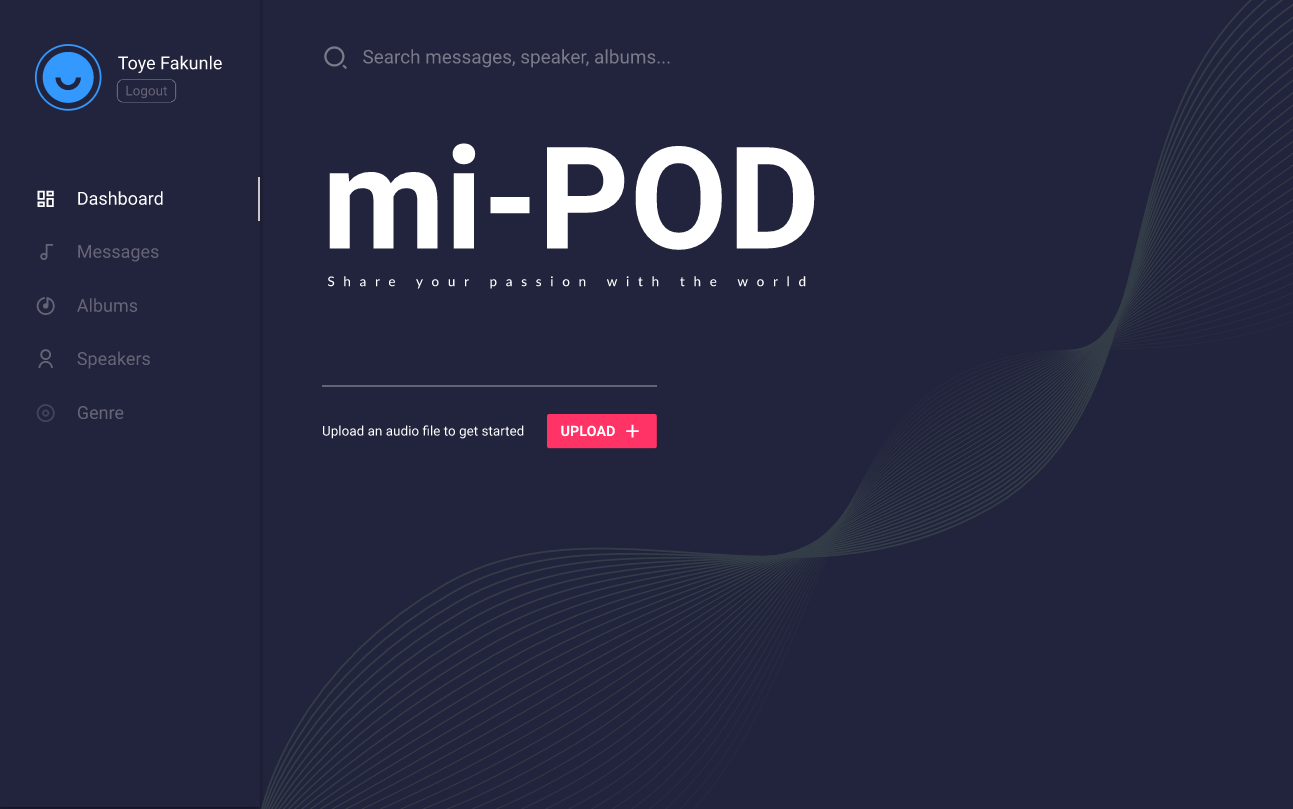 Toye Fakunle
Logout
Dashboard
Messages
Albums
Speakers
Genre
Search messages, speaker, albums...
mi-POD
Share your passion with the world
Upload an audio file to get started
UPLOAD +